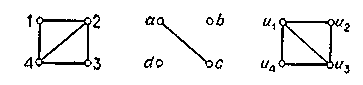 1 2 a b u₁ u₂
4 3 d c u₄ u₃